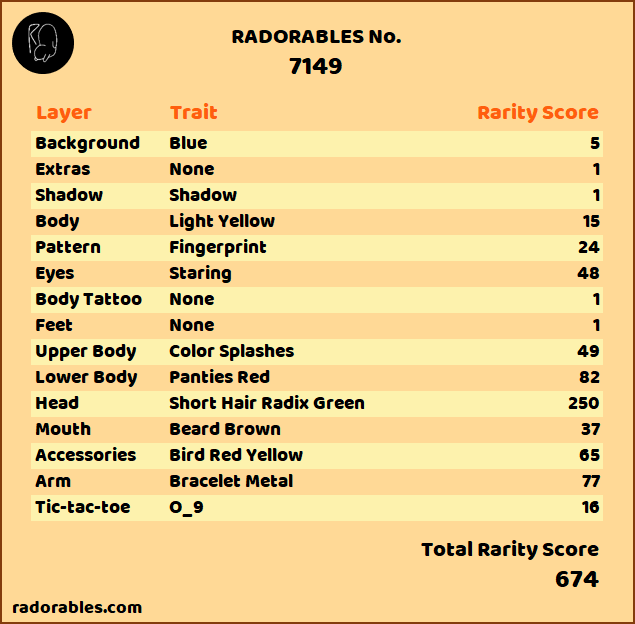 RADORABLES No.
7149
Layer Trait Rarity Score
Background Blue 5
Extras None 1
Shadow Shadow 1
Body Light Yellow 15
Pattern Fingerprint 24
Eyes Staring 48
Body Tattoo None 1
Feet None 1
Upper Body Color Splashes 49
Lower Body Panties Red 82
Head Short Hair Radix Green 250
Mouth Beard Brown 37
Accessories Bird Red Yellow 65
Arm Bracelet Metal 77
Tic-tac-toe O_9 16
Total Rarity Score
674
radorables.com